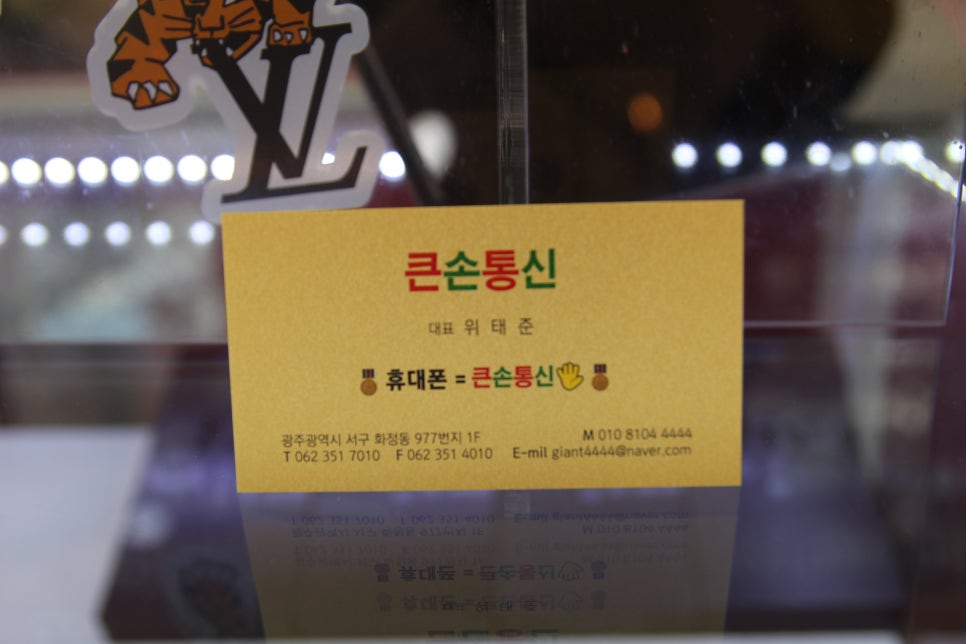 LV
큰손통신
대표 위 태 준
휴대폰 = 큰손통신
광주광역시 서구 화정동 977번지 1F
T 062 351 7010 F 062 351 4010
M 010 8104 4444
E-mil giant4444@naver.com